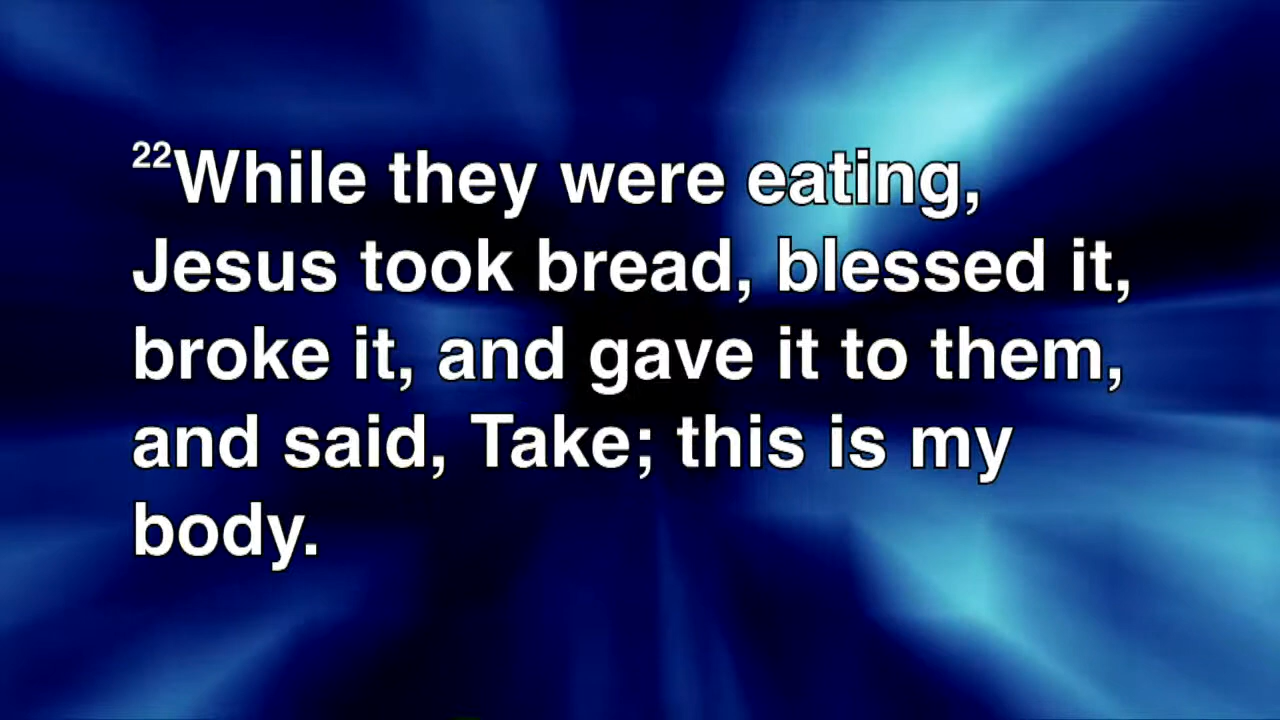 22While they were eating,
Jesus took bread, blessed it,
broke it, and gave it to them,
and said, Take; this is my
body.